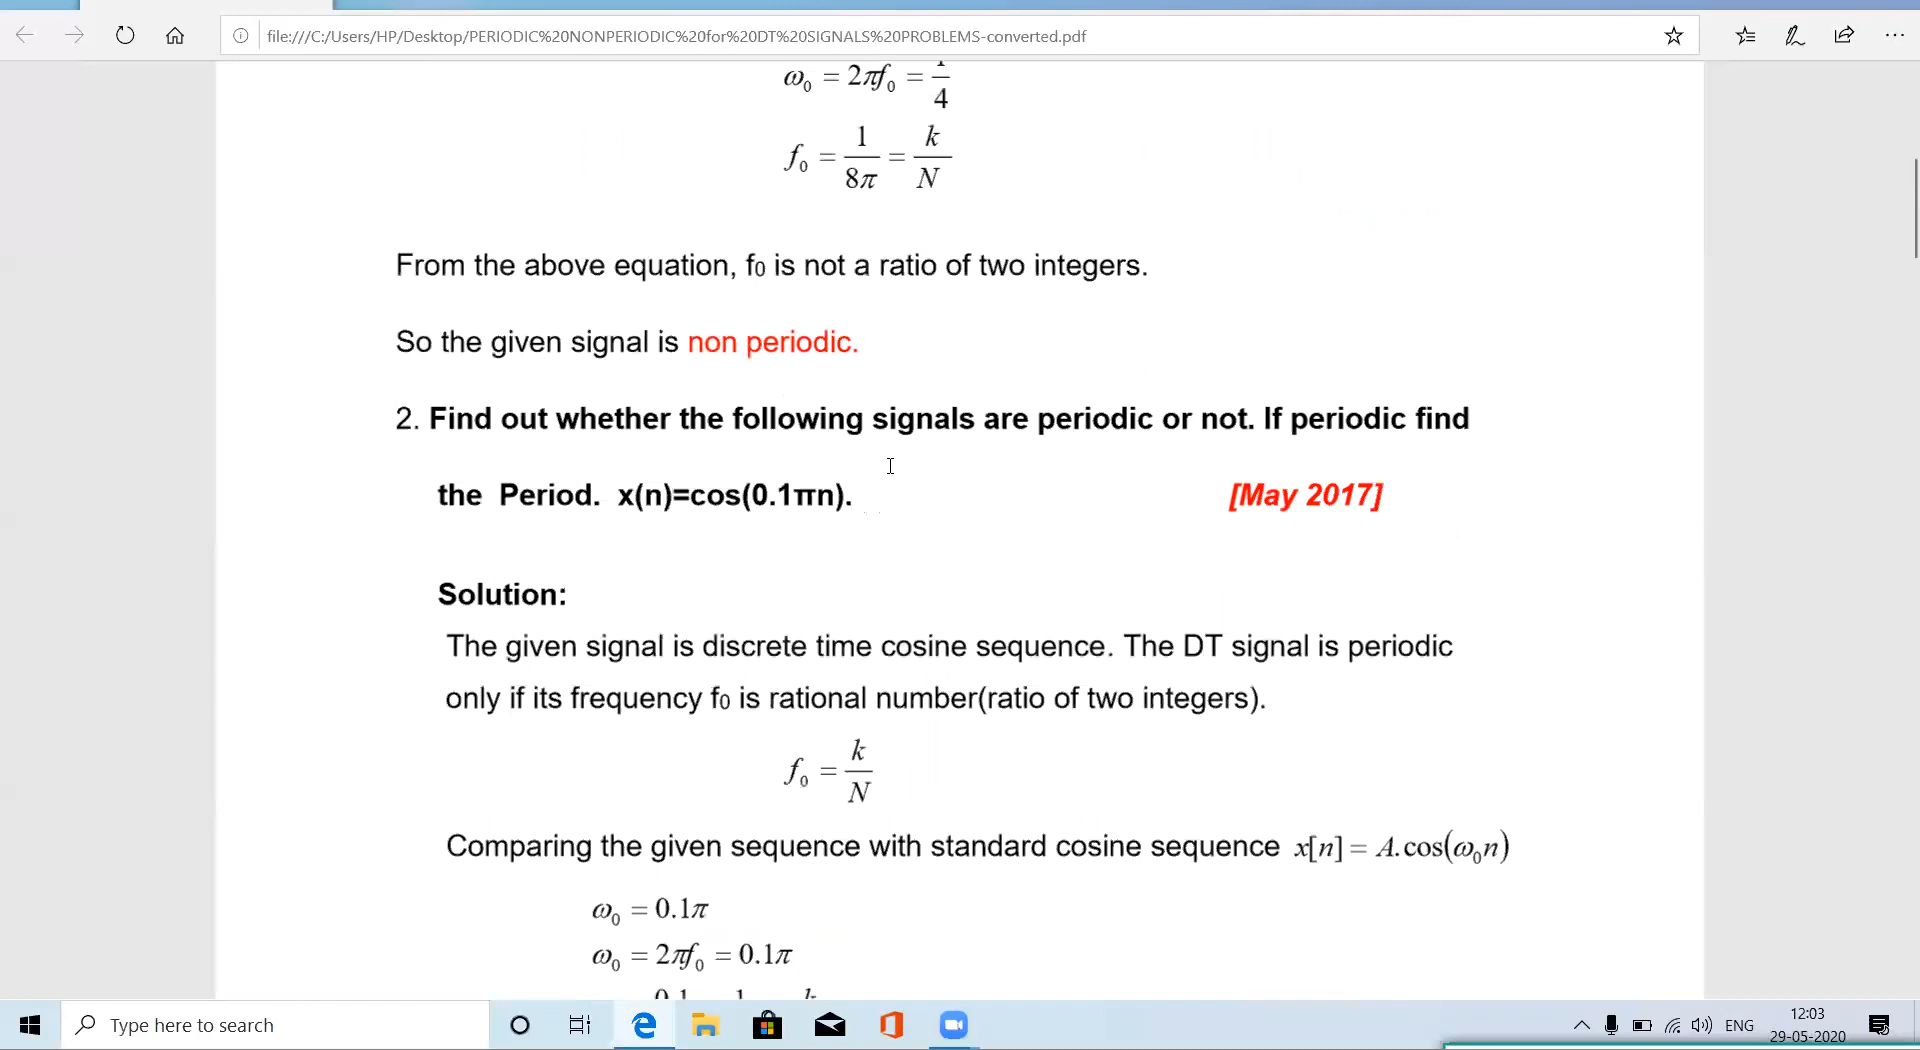 file:///C:/Users/HP/Desktop/PERIODIC%20NONPERIODIC%20for%20DT%20SIGNALS%20PROBLEMS-converted.pdf
ω₀ = 2πf₀ = 1/4
f₀ = 1/8π = k/N
From the above equation, f₀ is not a ratio of two integers.
So the given signal is non periodic.
2. Find out whether the following signals are periodic or not. If periodic find
the Period. x(n)=cos(0.1πn). [May 2017]
Solution:
The given signal is discrete time cosine sequence. The DT signal is periodic
only if its frequency f₀ is rational number(ratio of two integers).
f₀ = k/N
Comparing the given sequence with standard cosine sequence x[n] = A.cos(ω₀n)
ω₀ = 0.1π
ω₀ = 2πf₀ = 0.1π
Type here to search
ENG
12:03
29-05-2020